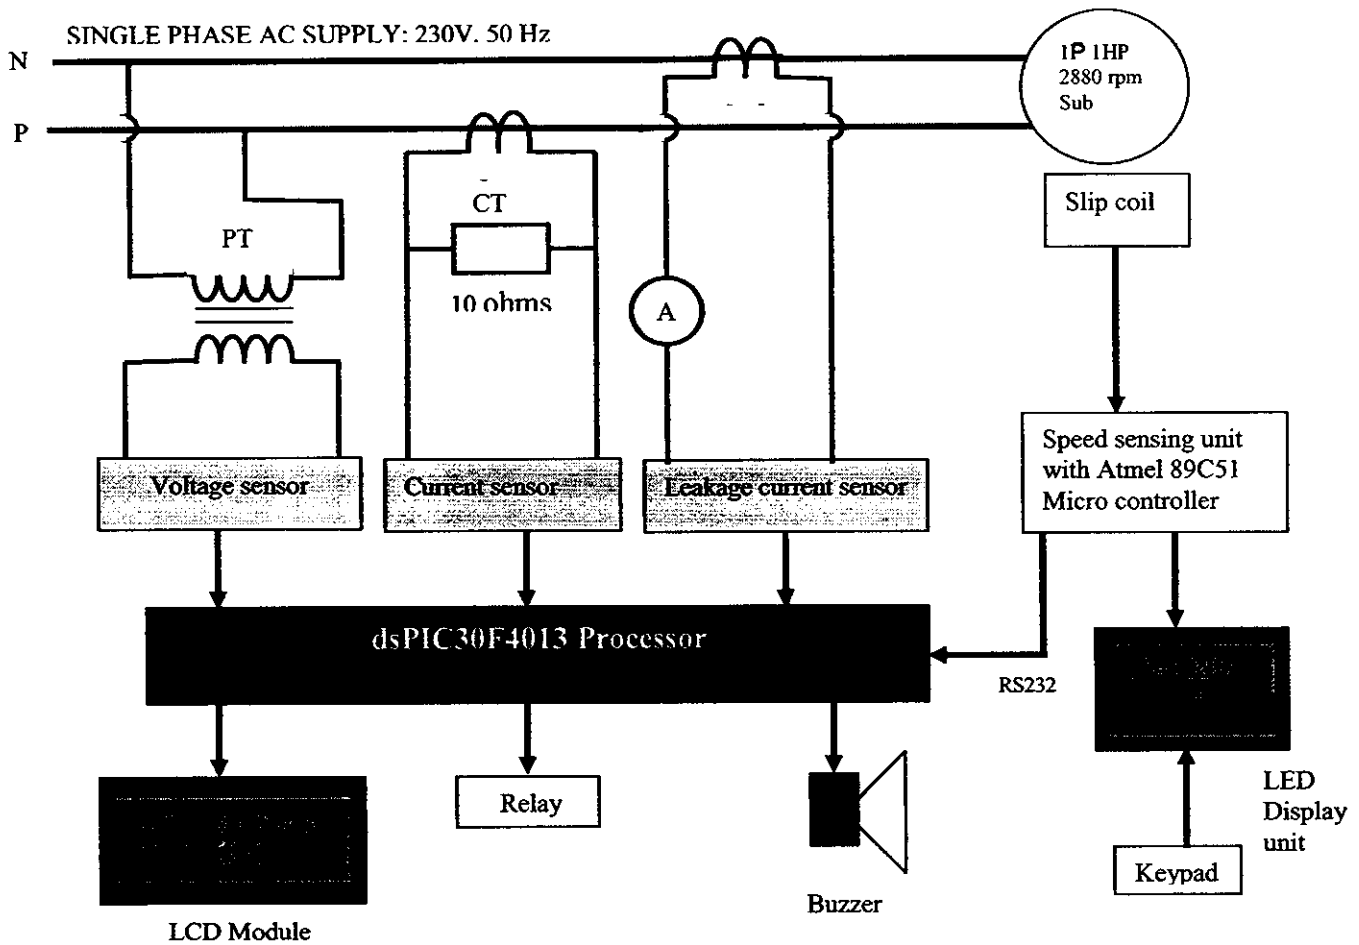 SINGLE PHASE AC SUPPLY: 230V. 50 Hz
N
P
1P 1HP
2880 rpm
Sub
Slip coil
PT
CT
10 ohms
A
Voltage sensor
Current sensor
Leakage current sensor
Speed sensing unit
with Atmel 89C51
Micro controller
dsPIC30F4013 Processor
RS232
Relay
LED
Display
unit
Keypad
Buzzer
LCD Module